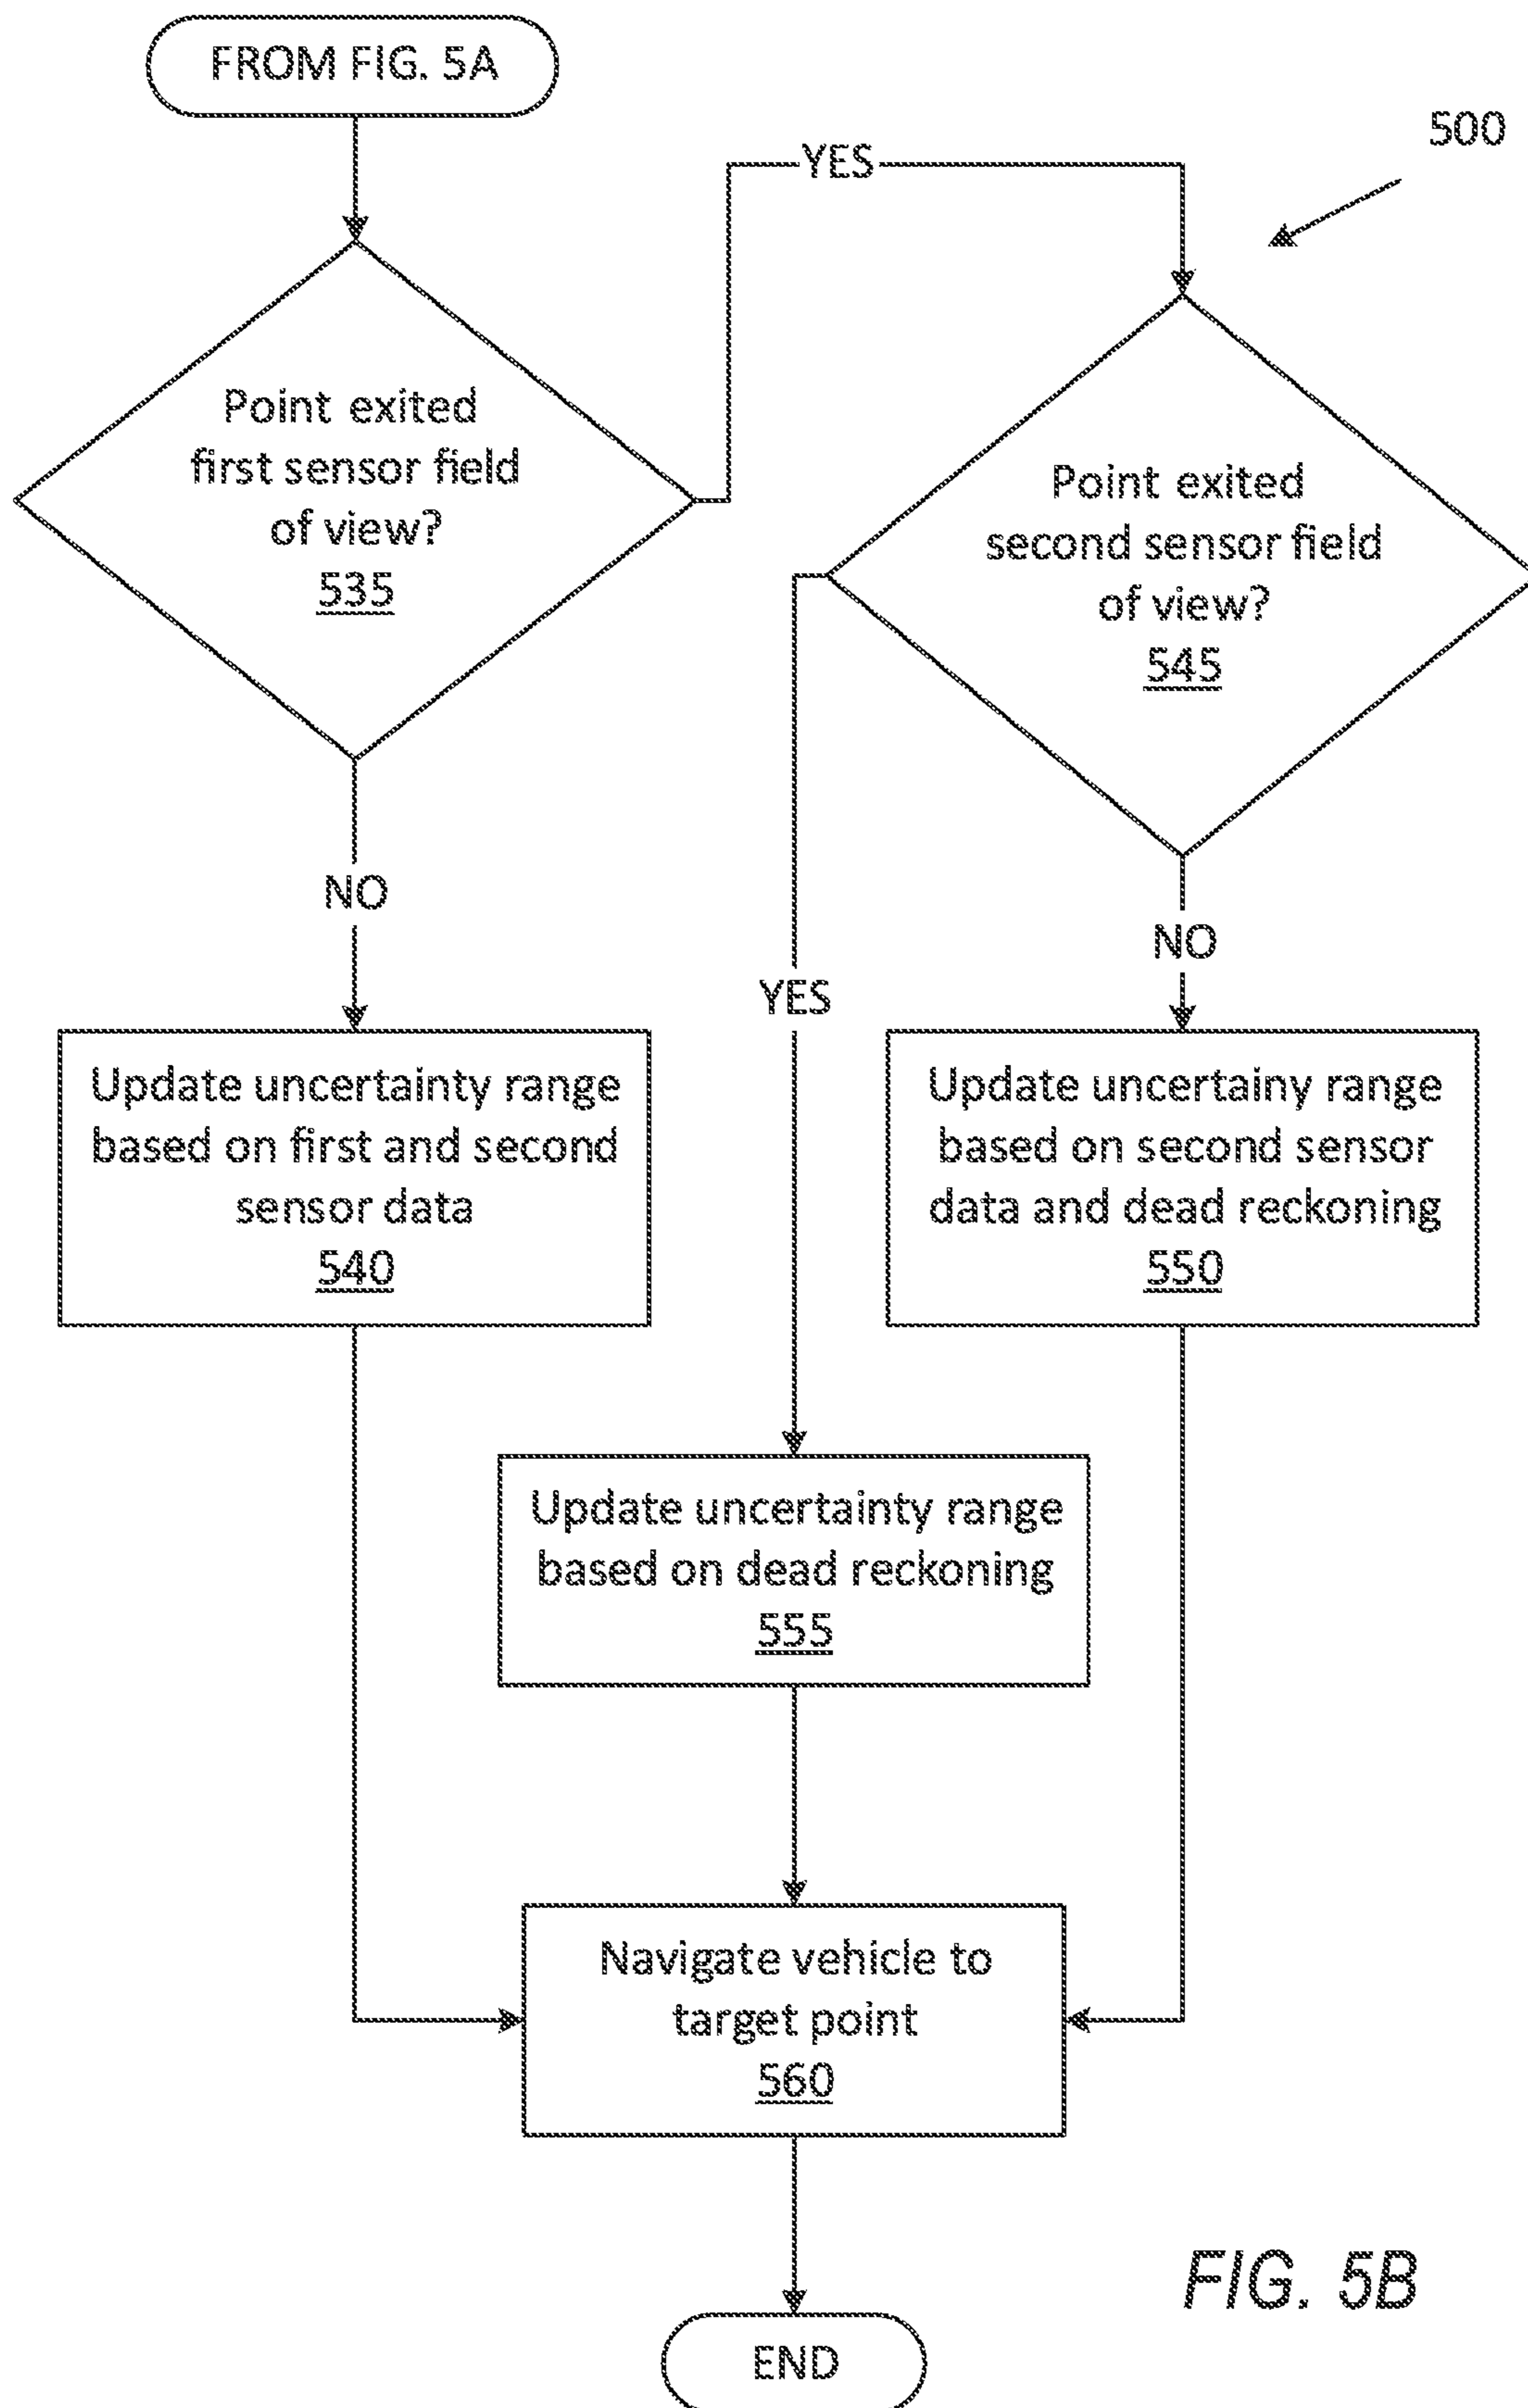 FROM FIG. 5A
500
YES
Point exited
first sensor field
of view?
535
Point exited
second sensor field
of view?
545
NO
NO
YES
Update uncertainty range
based on first and second
sensor data
540
Update uncertainy range
based on second sensor
data and dead reckoning
550
Update uncertainty range
based on dead reckoning
555
Navigate vehicle to
target point
560
END
FIG. 5B